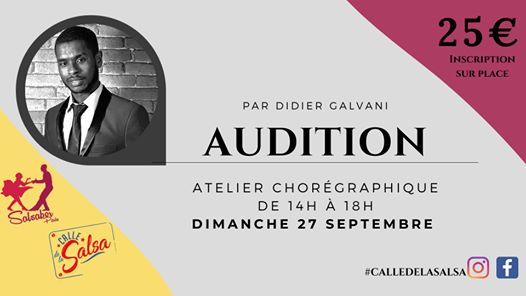 25€
INSCRIPTION
SUR PLACE
PAR DIDIER GALVANI
AUDITION
ATELIER CHORÉGRAPHIQUE
DE 14H À 18H
DIMANCHE 27 SEPTEMBRE
Salsabor
CALLE
de la
Salsa
#CALLEDELASALSA